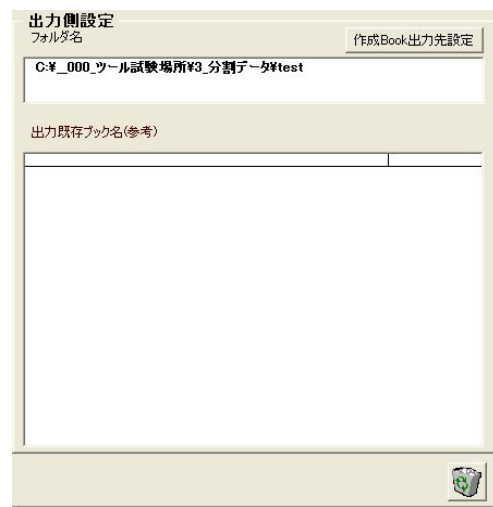 出力側設定
フォルダ名
作成Book出力先設定
C:¥_000_ツール試験場所¥3_分割データ¥test
出力既存ブック名(参考)